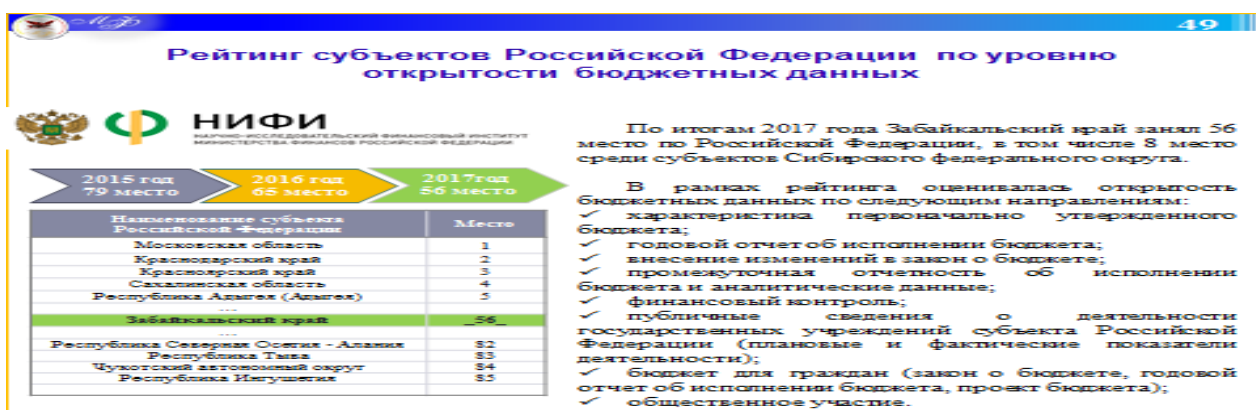 49
Рейтинг субъектов Российской Федерации по уровню
открытости бюджетных данных
НИФИ
НАУЧНО-ИССЛЕДОВАТЕЛЬСКИЙ ФИНАНСОВЫЙ ИНСТИТУТ
МИНИСТЕРСТВА ФИНАНСОВ РОССИЙСКОЙ ФЕДЕРАЦИИ
2015 год
79 место
2016 год
65 место
2017год
56 место
Наименование субъекта
Российской Федерации
Место
Московская область 1
Краснодарский край 2
Красноярский край 3
Сахалинская область 4
Республика Адыгея (Адыгея) 5
...
Забайкальский край _56_
...
Республика Северная Осетия - Алания 82
Республика Тыва 83
Чукотский автономный округ 84
Республика Ингушетия 85
По итогам 2017 года Забайкальский край занял 56
место по Российской Федерации, в том числе 8 место
среди субъектов Сибирского федерального округа.
В рамках рейтинга оценивалась открытость
бюджетных данных по следующим направлениям:
✓ характеристика первоначально утвержденного
бюджета;
✓ годовой отчет об исполнении бюджета;
✓ внесение изменений в закон о бюджете;
✓ промежуточная отчетность об исполнении
бюджета и аналитические данные;
✓ финансовый контроль;
✓ публичные сведения о деятельности
государственных учреждений субъекта Российской
Федерации (плановые и фактические показатели
деятельности);
✓ бюджет для граждан (закон о бюджете, годовой
отчет об исполнении бюджета, проект бюджета);
✓ общественное участие.